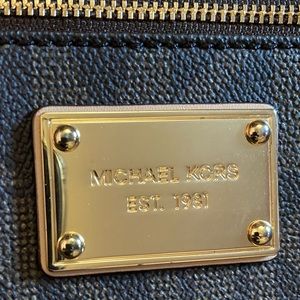 MICHAEL KORS
EST. 1981